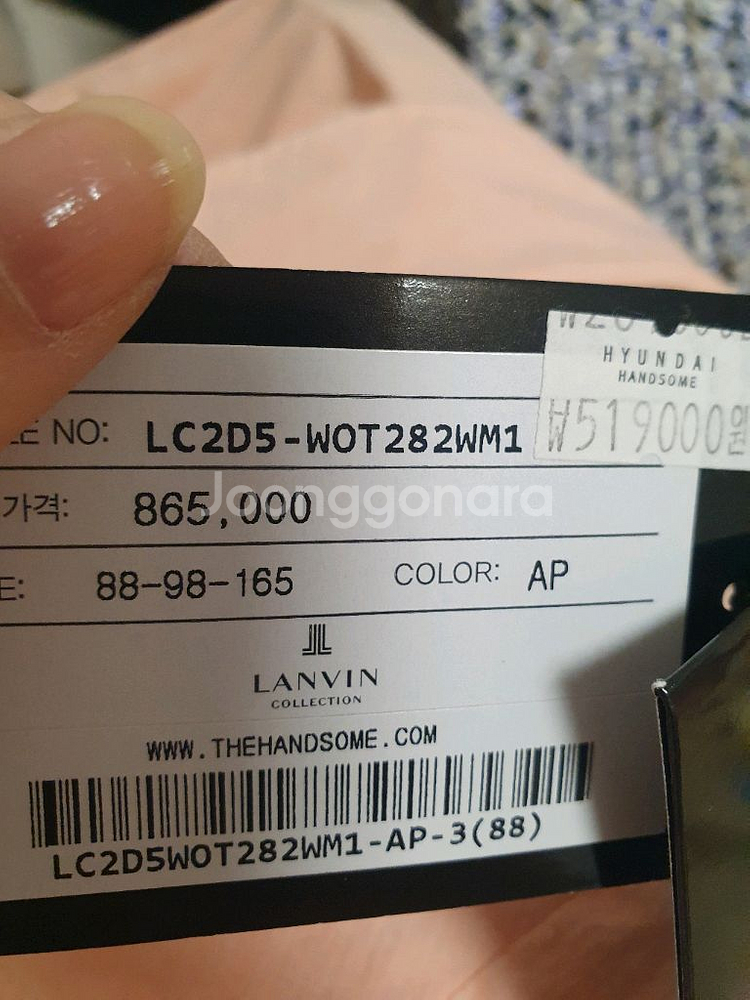 HYUNDAI
HANDSOME
₩519000원
LE NO: LC2D5-WOT282WM1
가격: 865,000
Joonggonara
E: 88-98-165 COLOR: AP
LANVIN
COLLECTION
WWW.THEHANDSOME.COM
LC2D5WOT282WM1-AP-3(88)